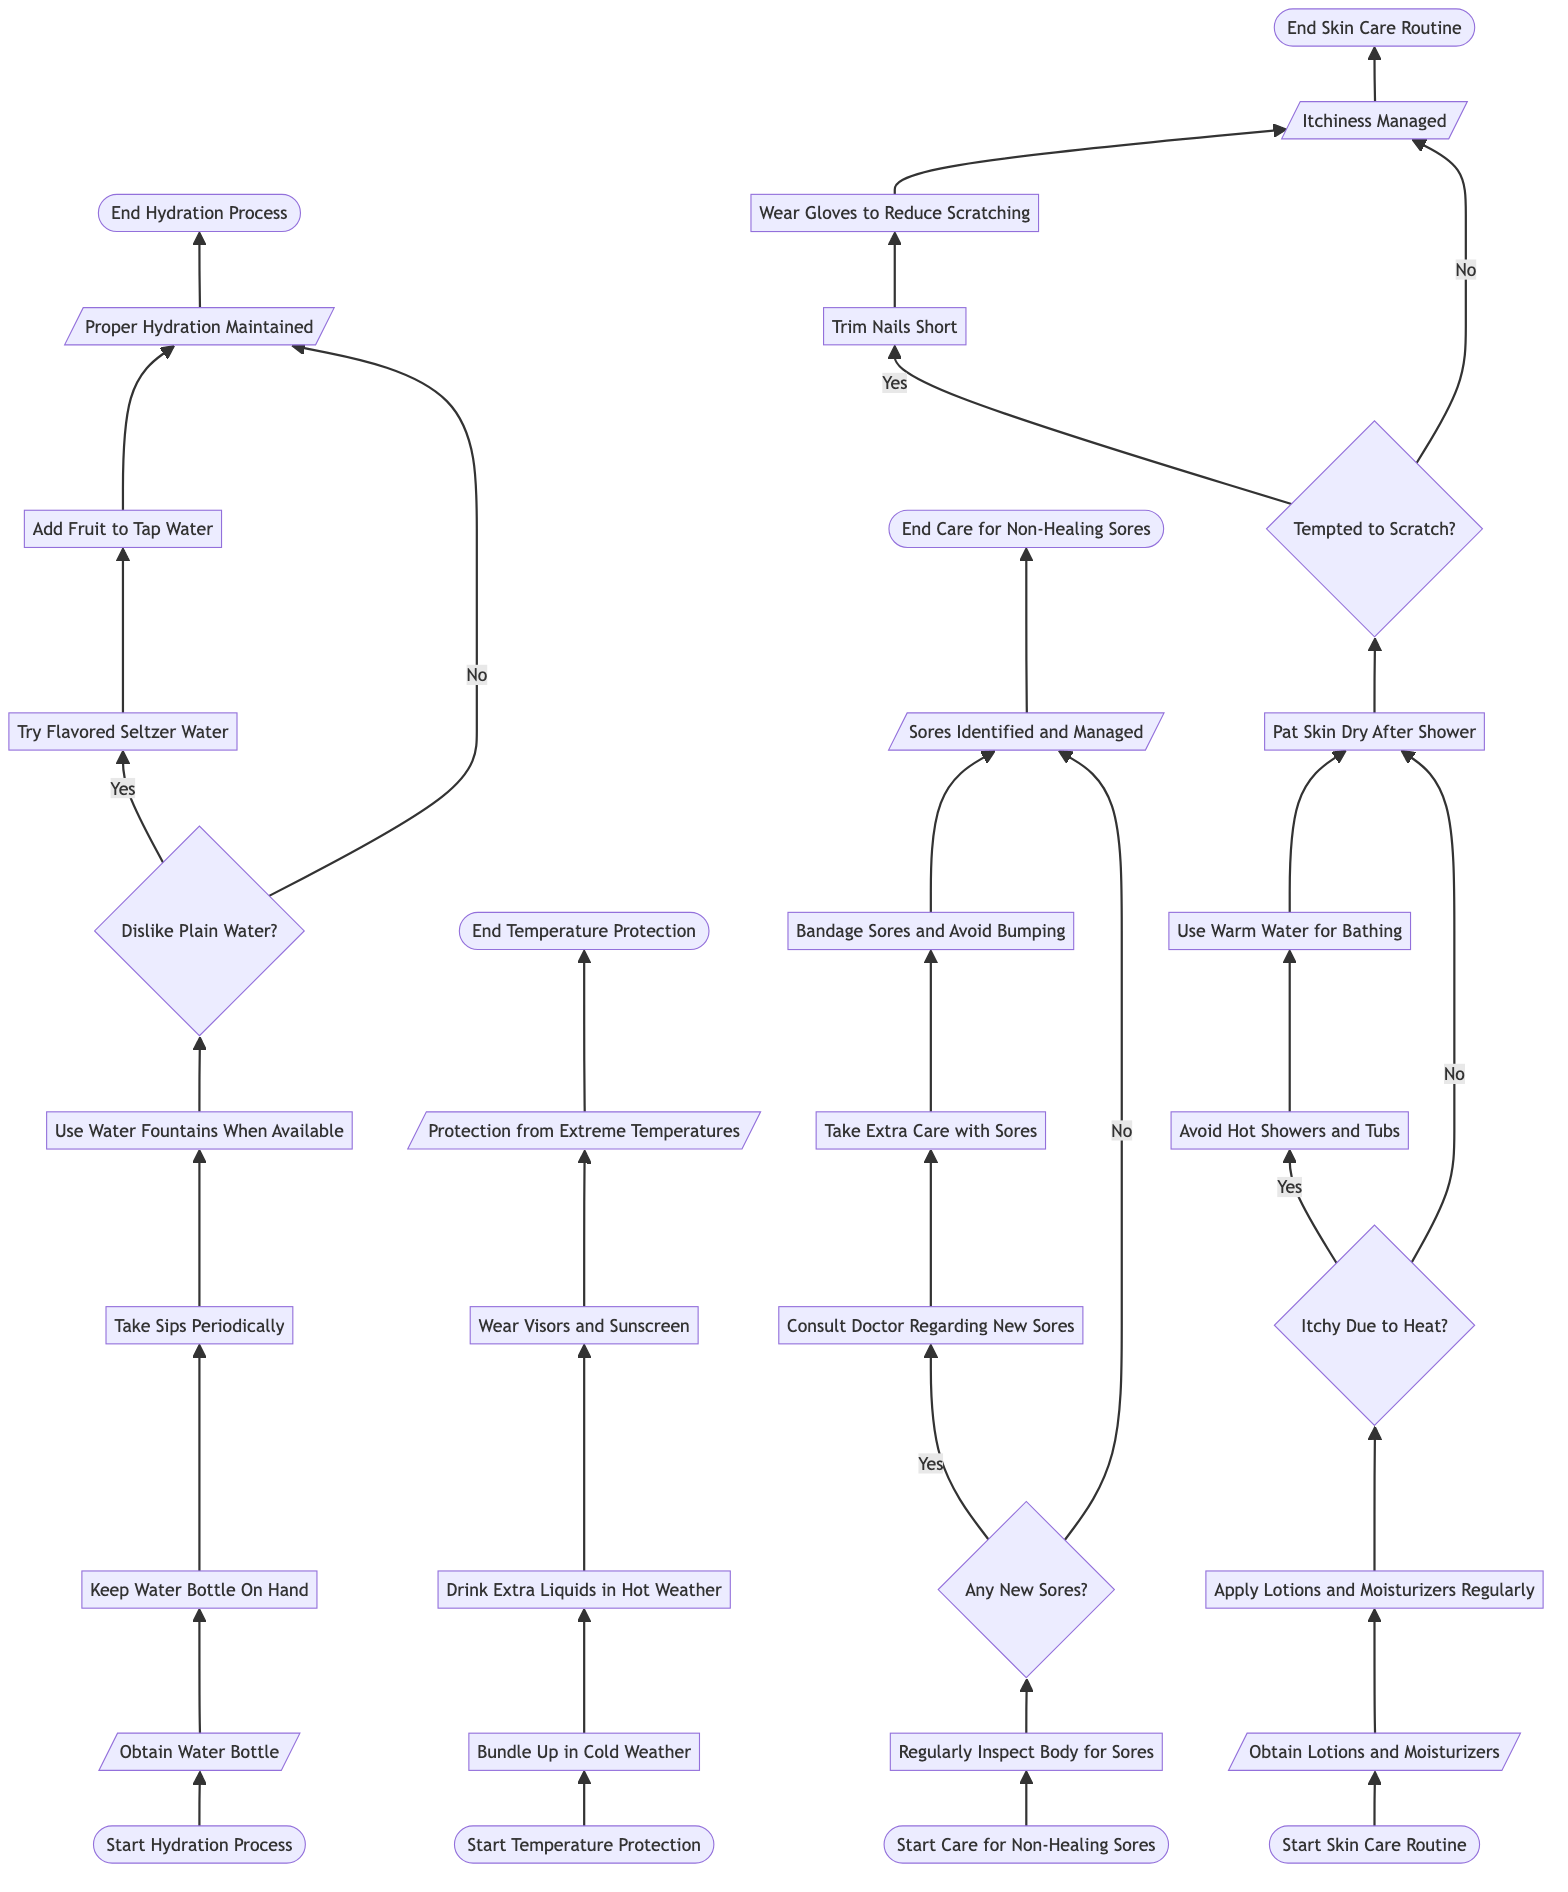 End Skin Care Routine
Itchiness Managed
End Hydration Process
Wear Gloves to Reduce Scratching
No
Proper Hydration Maintained
Trim Nails Short
Yes
Add Fruit to Tap Water
End Care for Non-Healing Sores
Tempted to Scratch?
No
Try Flavored Seltzer Water
Sores Identified and Managed
Pat Skin Dry After Shower
Yes
Dislike Plain Water?
End Temperature Protection
Bandage Sores and Avoid Bumping
Use Warm Water for Bathing
No
Use Water Fountains When Available
Protection from Extreme Temperatures
Take Extra Care with Sores
No
Avoid Hot Showers and Tubs
Yes
Take Sips Periodically
Wear Visors and Sunscreen
Consult Doctor Regarding New Sores
Itchy Due to Heat?
Yes
Keep Water Bottle On Hand
Drink Extra Liquids in Hot Weather
Any New Sores?
Apply Lotions and Moisturizers Regularly
Obtain Water Bottle
Bundle Up in Cold Weather
Regularly Inspect Body for Sores
Obtain Lotions and Moisturizers
Start Hydration Process
Start Temperature Protection
Start Care for Non-Healing Sores
Start Skin Care Routine